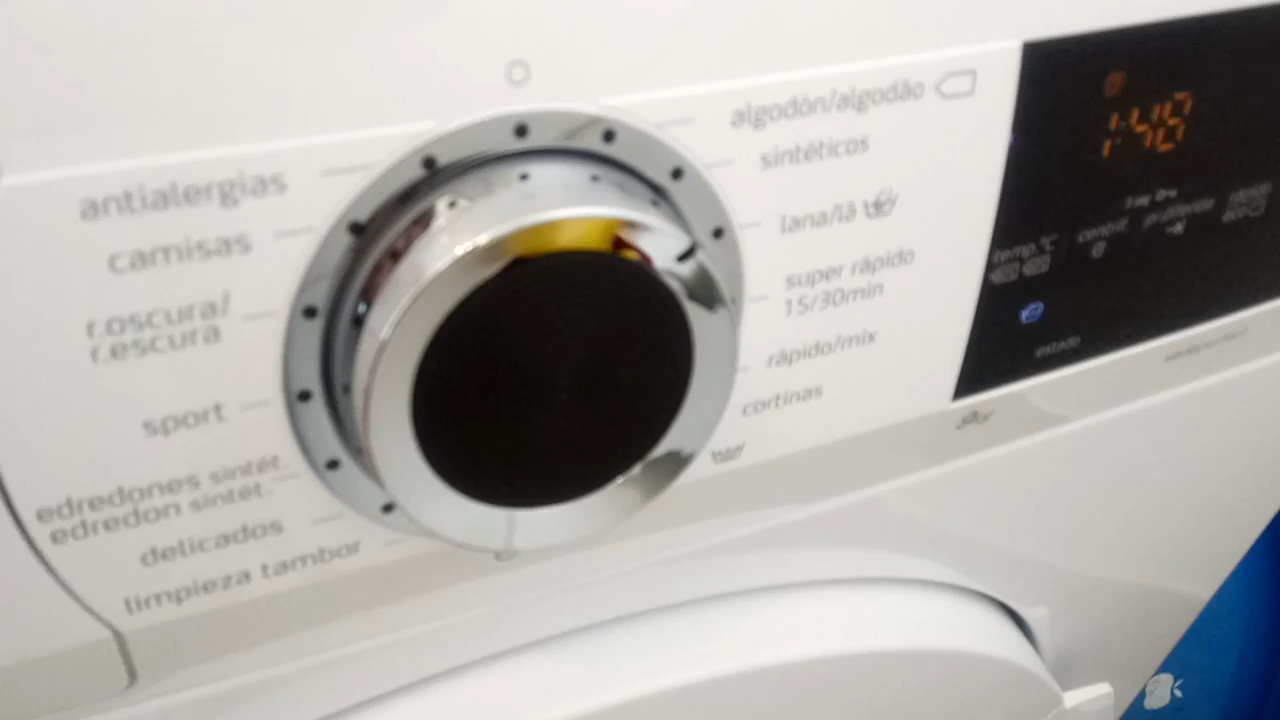 antialergias
camisas
r.oscura/
r.escura
sport
edredones sintét.
edredon sintét.
delicados
limpieza tambor
algodón/algodão
sintéticos
lana/lã
super rápido
15/30min
rápido/mix
cortinas
1:48
temp.°C
centrif.
estado